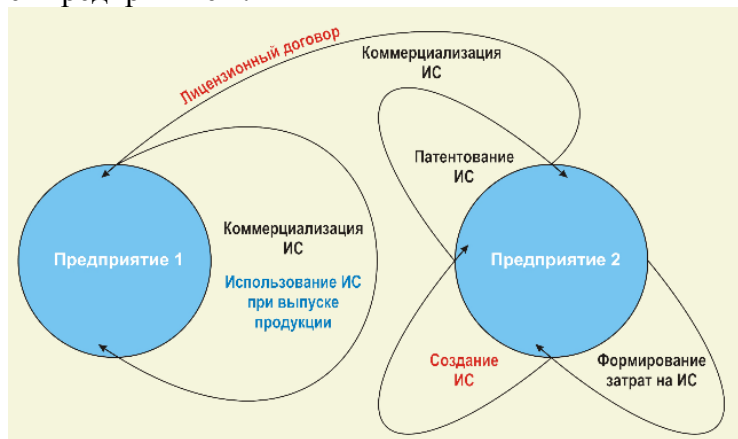 Лицензионный договор
Коммерциализация
ИС
Патентование
ИС
Коммерциализация
ИС
Использование ИС
при выпуске
продукции
Предприятие 1
Предприятие 2
Создание
ИС
Формирование
затрат на ИС